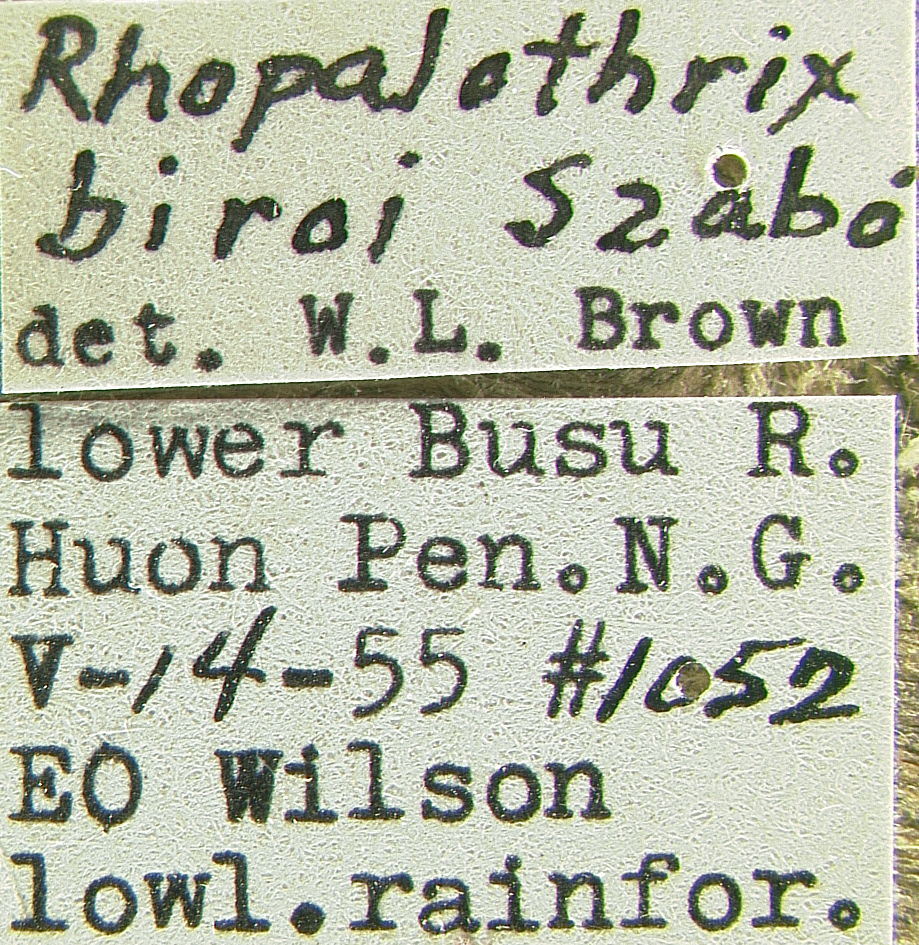 Rhopalothrix
biroi Szabó
det. W.L. Brown
lower Busu R.
Huon Pen.N.G.
V-14-55 #1052
EO Wilson
lowl.rainfor.